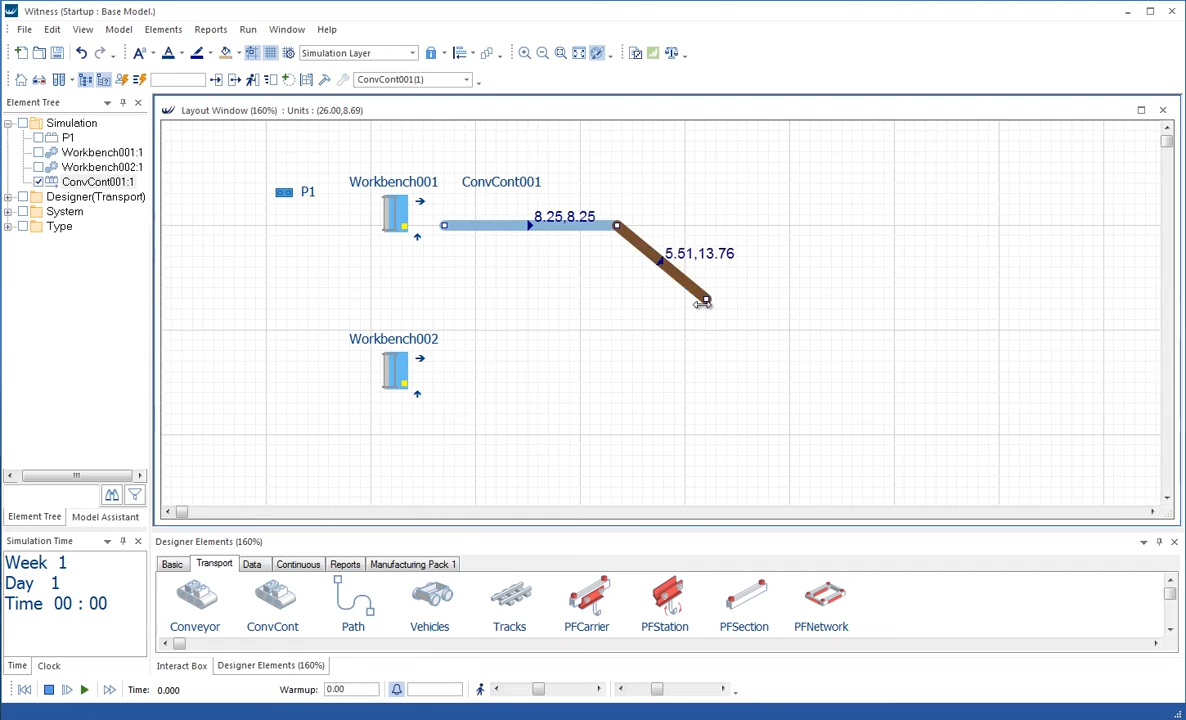 Witness (Startup : Base Model.)
File Edit View Model Elements Reports Run Window Help
Simulation Layer
ConvCont001(1)
Element Tree
Simulation
P1
Workbench001:1
Workbench002:1
ConvCont001:1
Designer(Transport)
System
Type
Element Tree Model Assistant
Simulation Time
Week 1
Day 1
Time 00 : 00
Time Clock
Layout Window (160%) : Units : (26.00,8.69)
Workbench001 ConvCont001
P1
8.25,8.25
5.51,13.76
Workbench002
Designer Elements (160%)
Basic Transport Data Continuous Reports Manufacturing Pack 1
Conveyor ConvCont Path Vehicles Tracks PFCarrier PFStation PFSection PFNetwork
Interact Box Designer Elements (160%)
Time: 0.000 Warmup: 0.00